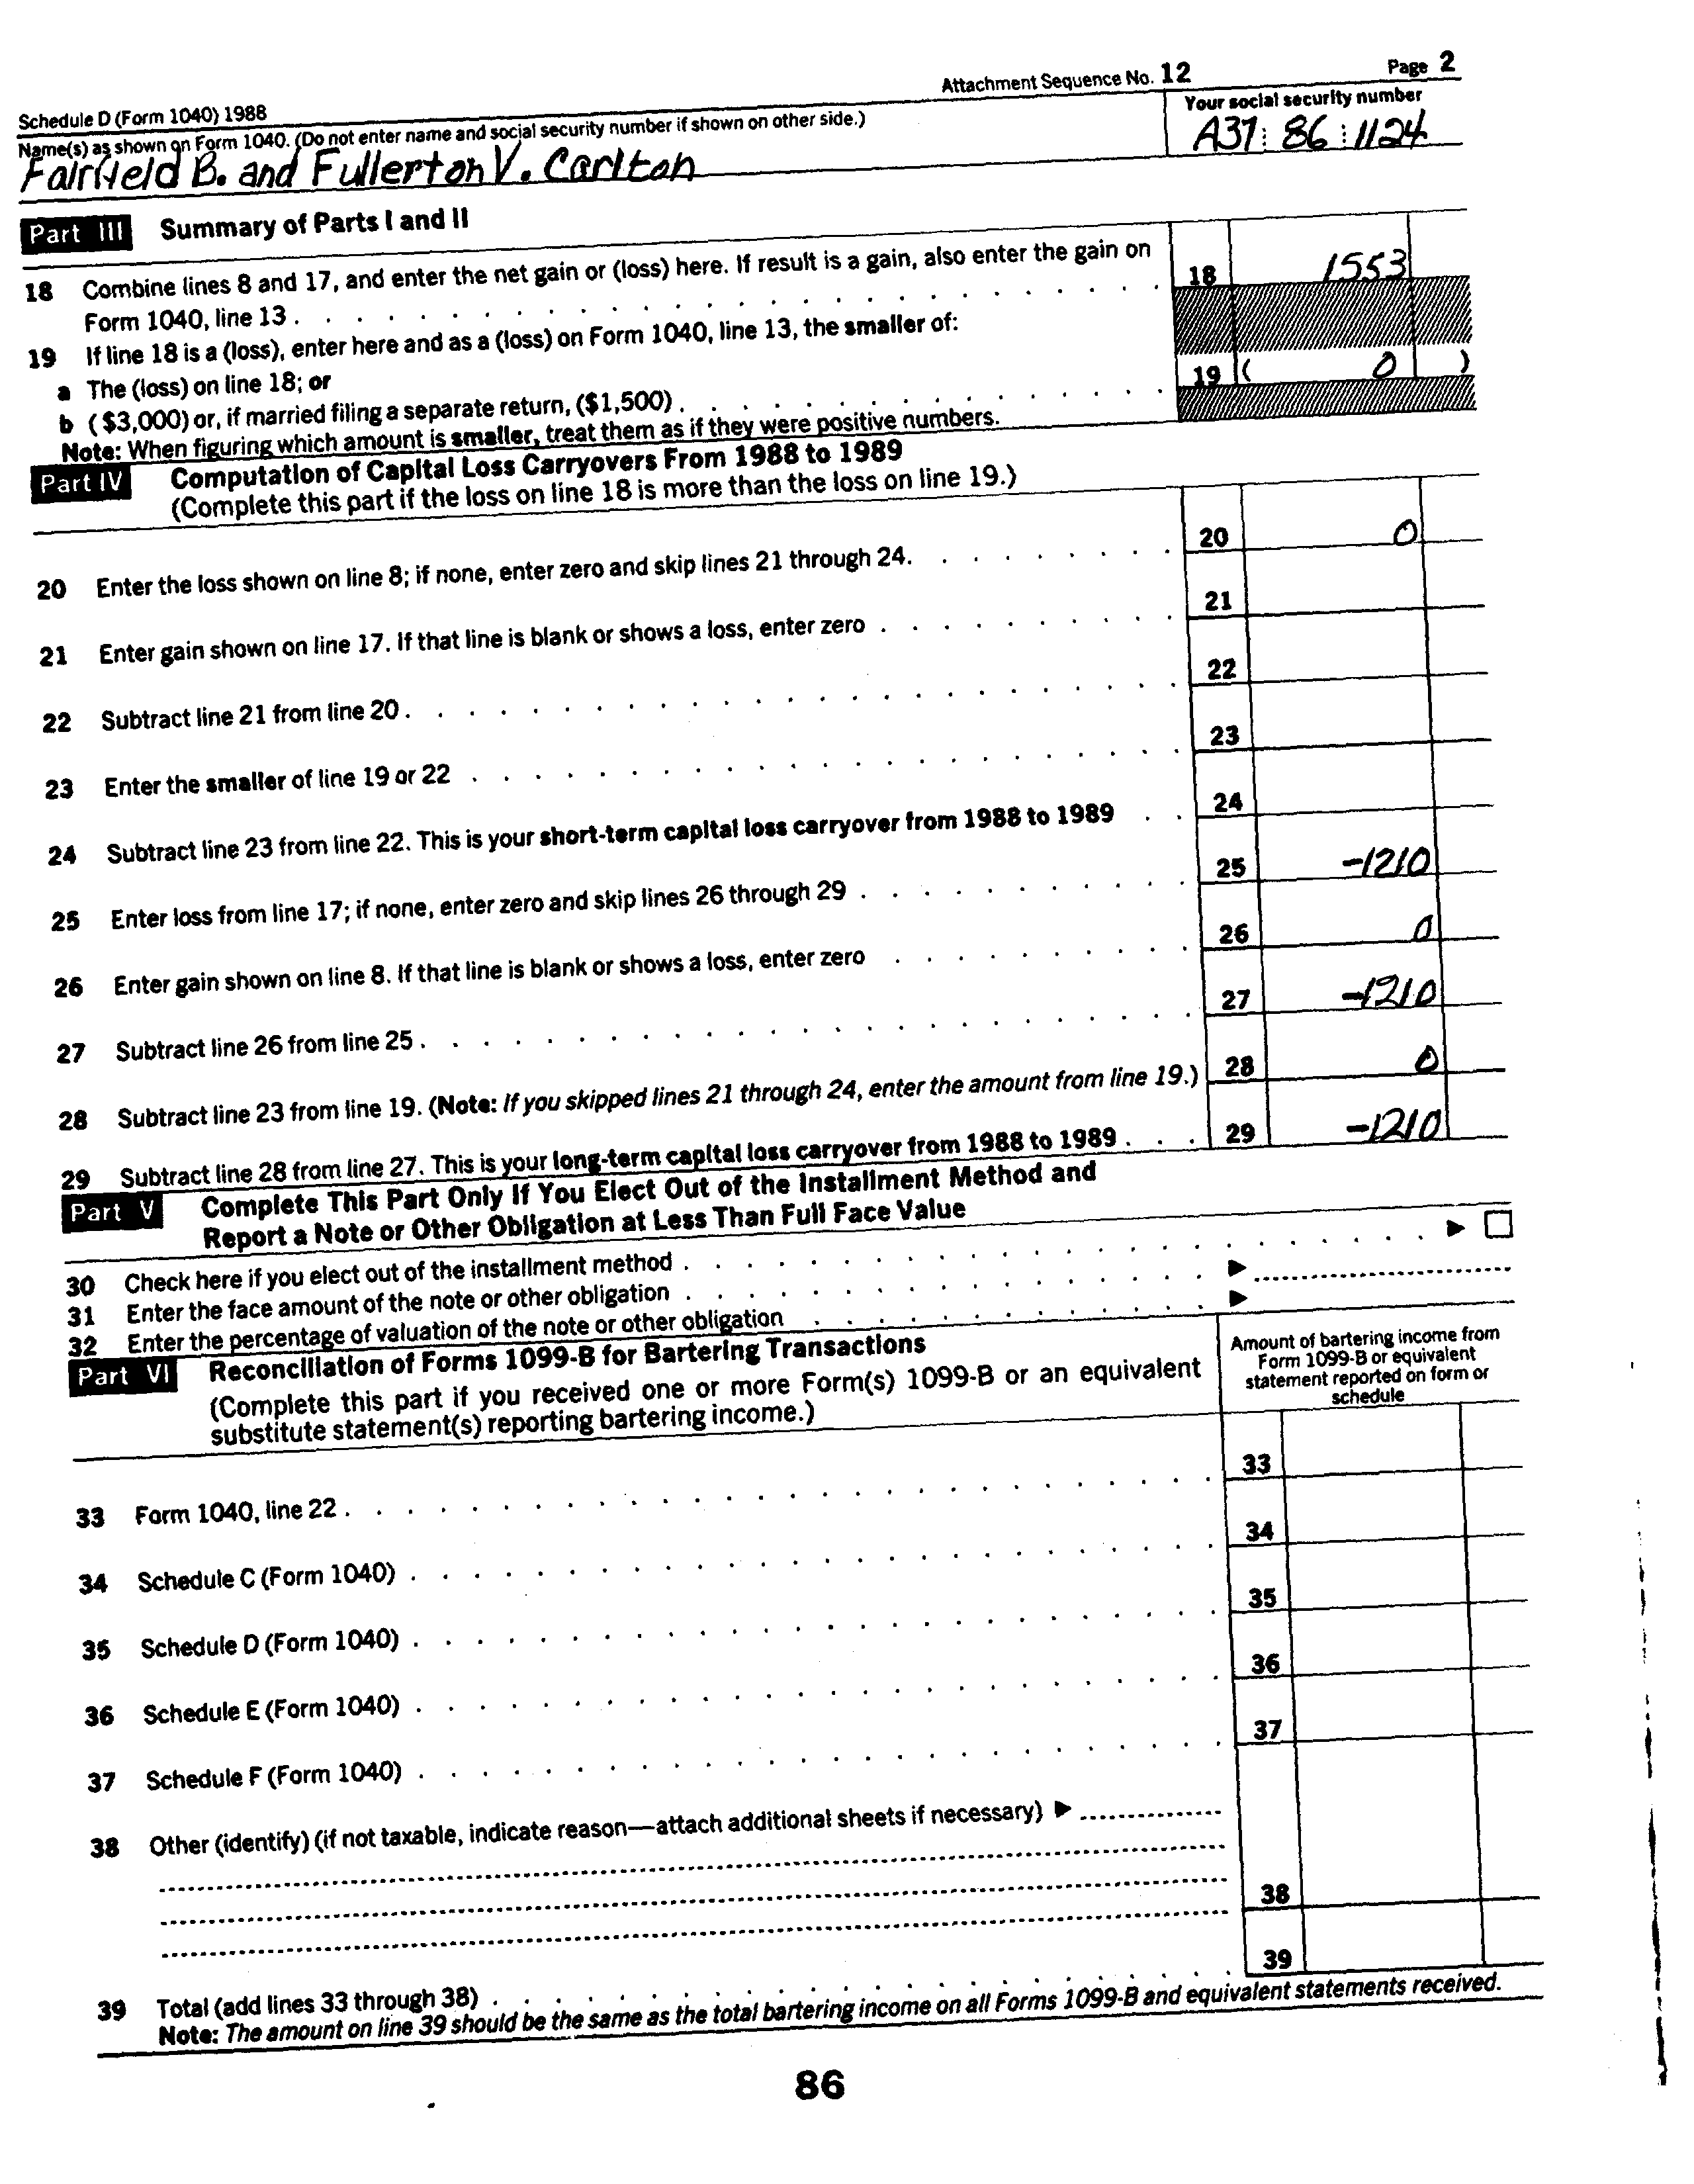 Attachment Sequence No. 12 Page 2
Schedule D (Form 1040) 1988
Name(s) as shown on Form 1040. (Do not enter name and social security number if shown on other side.) Your social security number
Fairfield B. and Fullerton V. Carlton A37 86 1124
Part III Summary of Parts I and II
18 Combine lines 8 and 17, and enter the net gain or (loss) here. If result is a gain, also enter the gain on
Form 1040, line 13 . . . . . . . . . . . . . . . . . . 18 1553
19 If line 18 is a (loss), enter here and as a (loss) on Form 1040, line 13, the smaller of:
a The (loss) on line 18; or
b ($3,000) or, if married filing a separate return, ($1,500) . . . . . . . . . . 19 ( 0 )
Note: When figuring which amount is smaller, treat them as if they were positive numbers.
Part IV Computation of Capital Loss Carryovers From 1988 to 1989
(Complete this part if the loss on line 18 is more than the loss on line 19.)
20 Enter the loss shown on line 8; if none, enter zero and skip lines 21 through 24. . . . . . . . 20 0
21 Enter gain shown on line 17. If that line is blank or shows a loss, enter zero . . . . . . . . 21
22 Subtract line 21 from line 20 . . . . . . . . . . . . . . . . 22
23 Enter the smaller of line 19 or 22 . . . . . . . . . . . . . . . . 23
24 Subtract line 23 from line 22. This is your short-term capital loss carryover from 1988 to 1989 . . 24
25 Enter loss from line 17; if none, enter zero and skip lines 26 through 29 . . . . . . . . 25 -1210
26 Enter gain shown on line 8. If that line is blank or shows a loss, enter zero . . . . . . . . 26 0
27 Subtract line 26 from line 25 . . . . . . . . . . . . . . . . 27 -1210
28 Subtract line 23 from line 19. (Note: If you skipped lines 21 through 24, enter the amount from line 19.) 28 0
29 Subtract line 28 from line 27. This is your long-term capital loss carryover from 1988 to 1989 . . . 29 -1210
Part V Complete This Part Only If You Elect Out of the Installment Method and
Report a Note or Other Obligation at Less Than Full Face Value
30 Check here if you elect out of the installment method . . . . . . . . . . . . ▶ □
31 Enter the face amount of the note or other obligation . . . . . . . . . . . . ▶
32 Enter the percentage of valuation of the note or other obligation . . . . . . . . . . ▶
Part VI Reconciliation of Forms 1099-B for Bartering Transactions
(Complete this part if you received one or more Form(s) 1099-B or an equivalent
substitute statement(s) reporting bartering income.)
Amount of bartering income from
Form 1099-B or equivalent
statement reported on form or
schedule
33 Form 1040, line 22 . . . . . . . . . . . . . . . . 33
34 Schedule C (Form 1040) . . . . . . . . . . . . . . . . 34
35 Schedule D (Form 1040) . . . . . . . . . . . . . . . . 35
36 Schedule E (Form 1040) . . . . . . . . . . . . . . . . 36
37 Schedule F (Form 1040) . . . . . . . . . . . . . . . . 37
38 Other (identify) (if not taxable, indicate reason—attach additional sheets if necessary) ▶
38
39 Total (add lines 33 through 38) . . . . . . . . . . . . . . . . 39
Note: The amount on line 39 should be the same as the total bartering income on all Forms 1099-B and equivalent statements received.
86